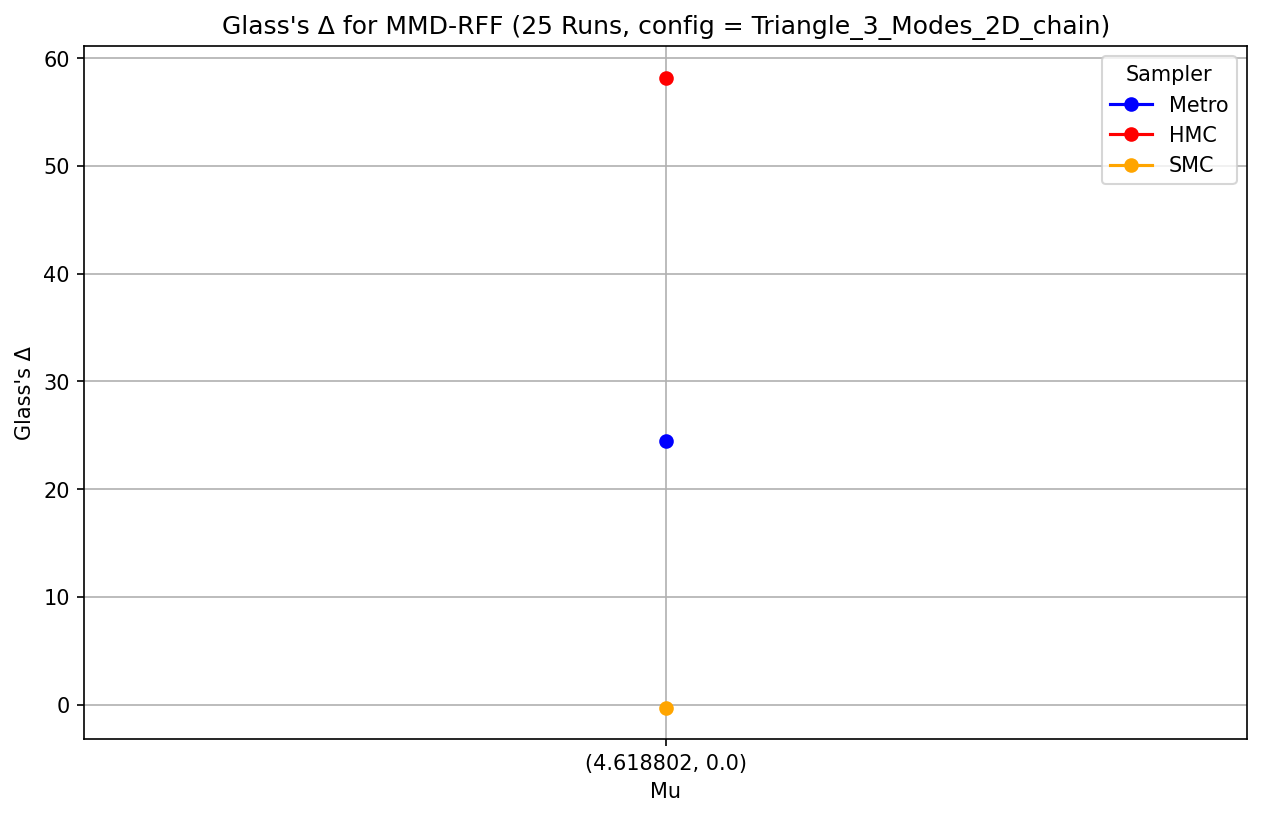 Glass's Δ for MMD-RFF (25 Runs, config = Triangle_3_Modes_2D_chain)
Sampler
Metro
HMC
SMC
60
50
40
30
20
10
0
Glass's Δ
(4.618802, 0.0)
Mu